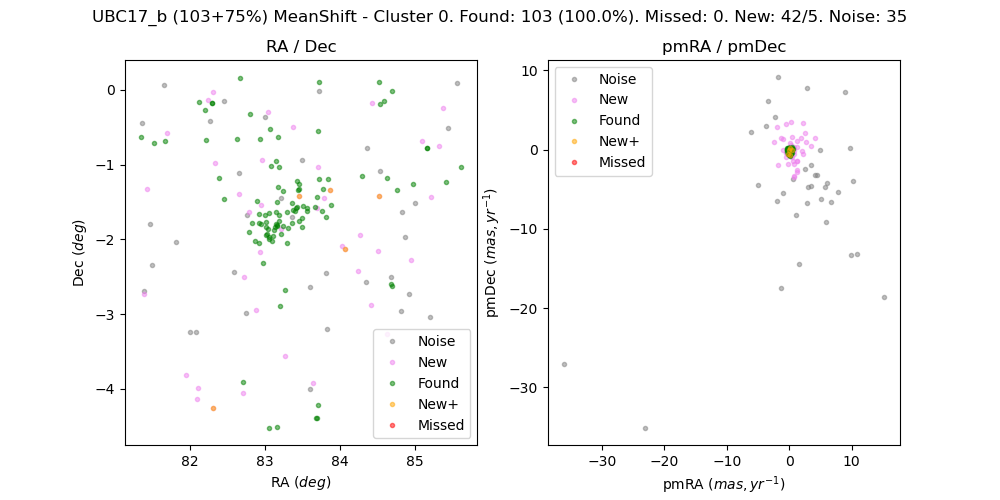 UBC17_b (103+75%) MeanShift - Cluster 0. Found: 103 (100.0%). Missed: 0. New: 42/5. Noise: 35
RA / Dec
0
−1
−2
−3
−4
Dec (deg)
82
83
84
85
RA (deg)
Noise
New
Found
New+
Missed
pmRA / pmDec
10
0
−10
−20
−30
pmDec (mas, yr⁻¹)
−30
−20
−10
0
10
pmRA (mas, yr⁻¹)
Noise
New
Found
New+
Missed